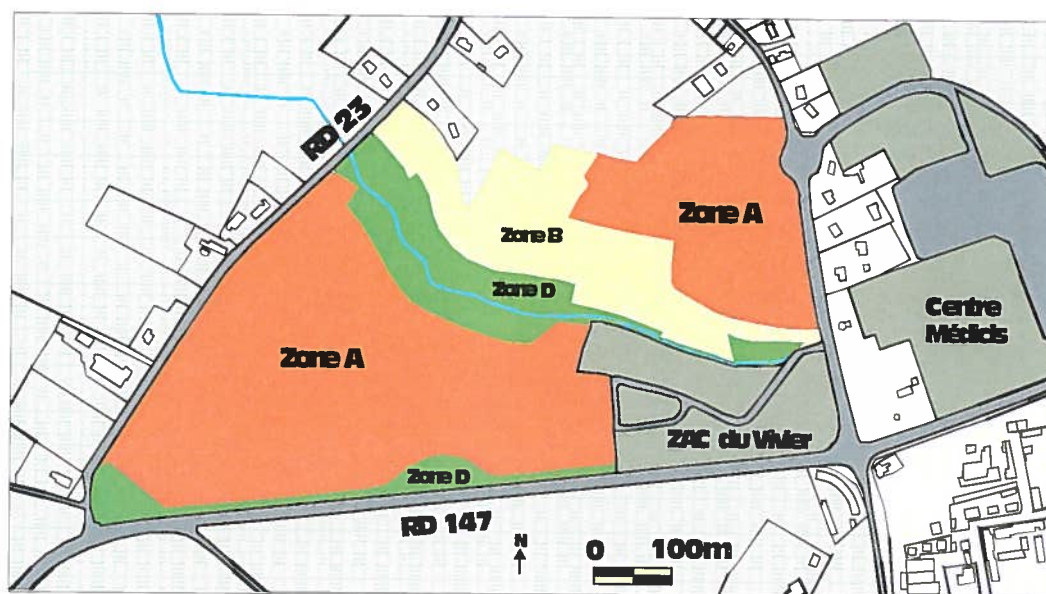 RD 23
Zone A
Zone B
Zone D
Centre
Médicis
Zone A
ZAC du Vivier
Zone D
RD 147
N
0 100m